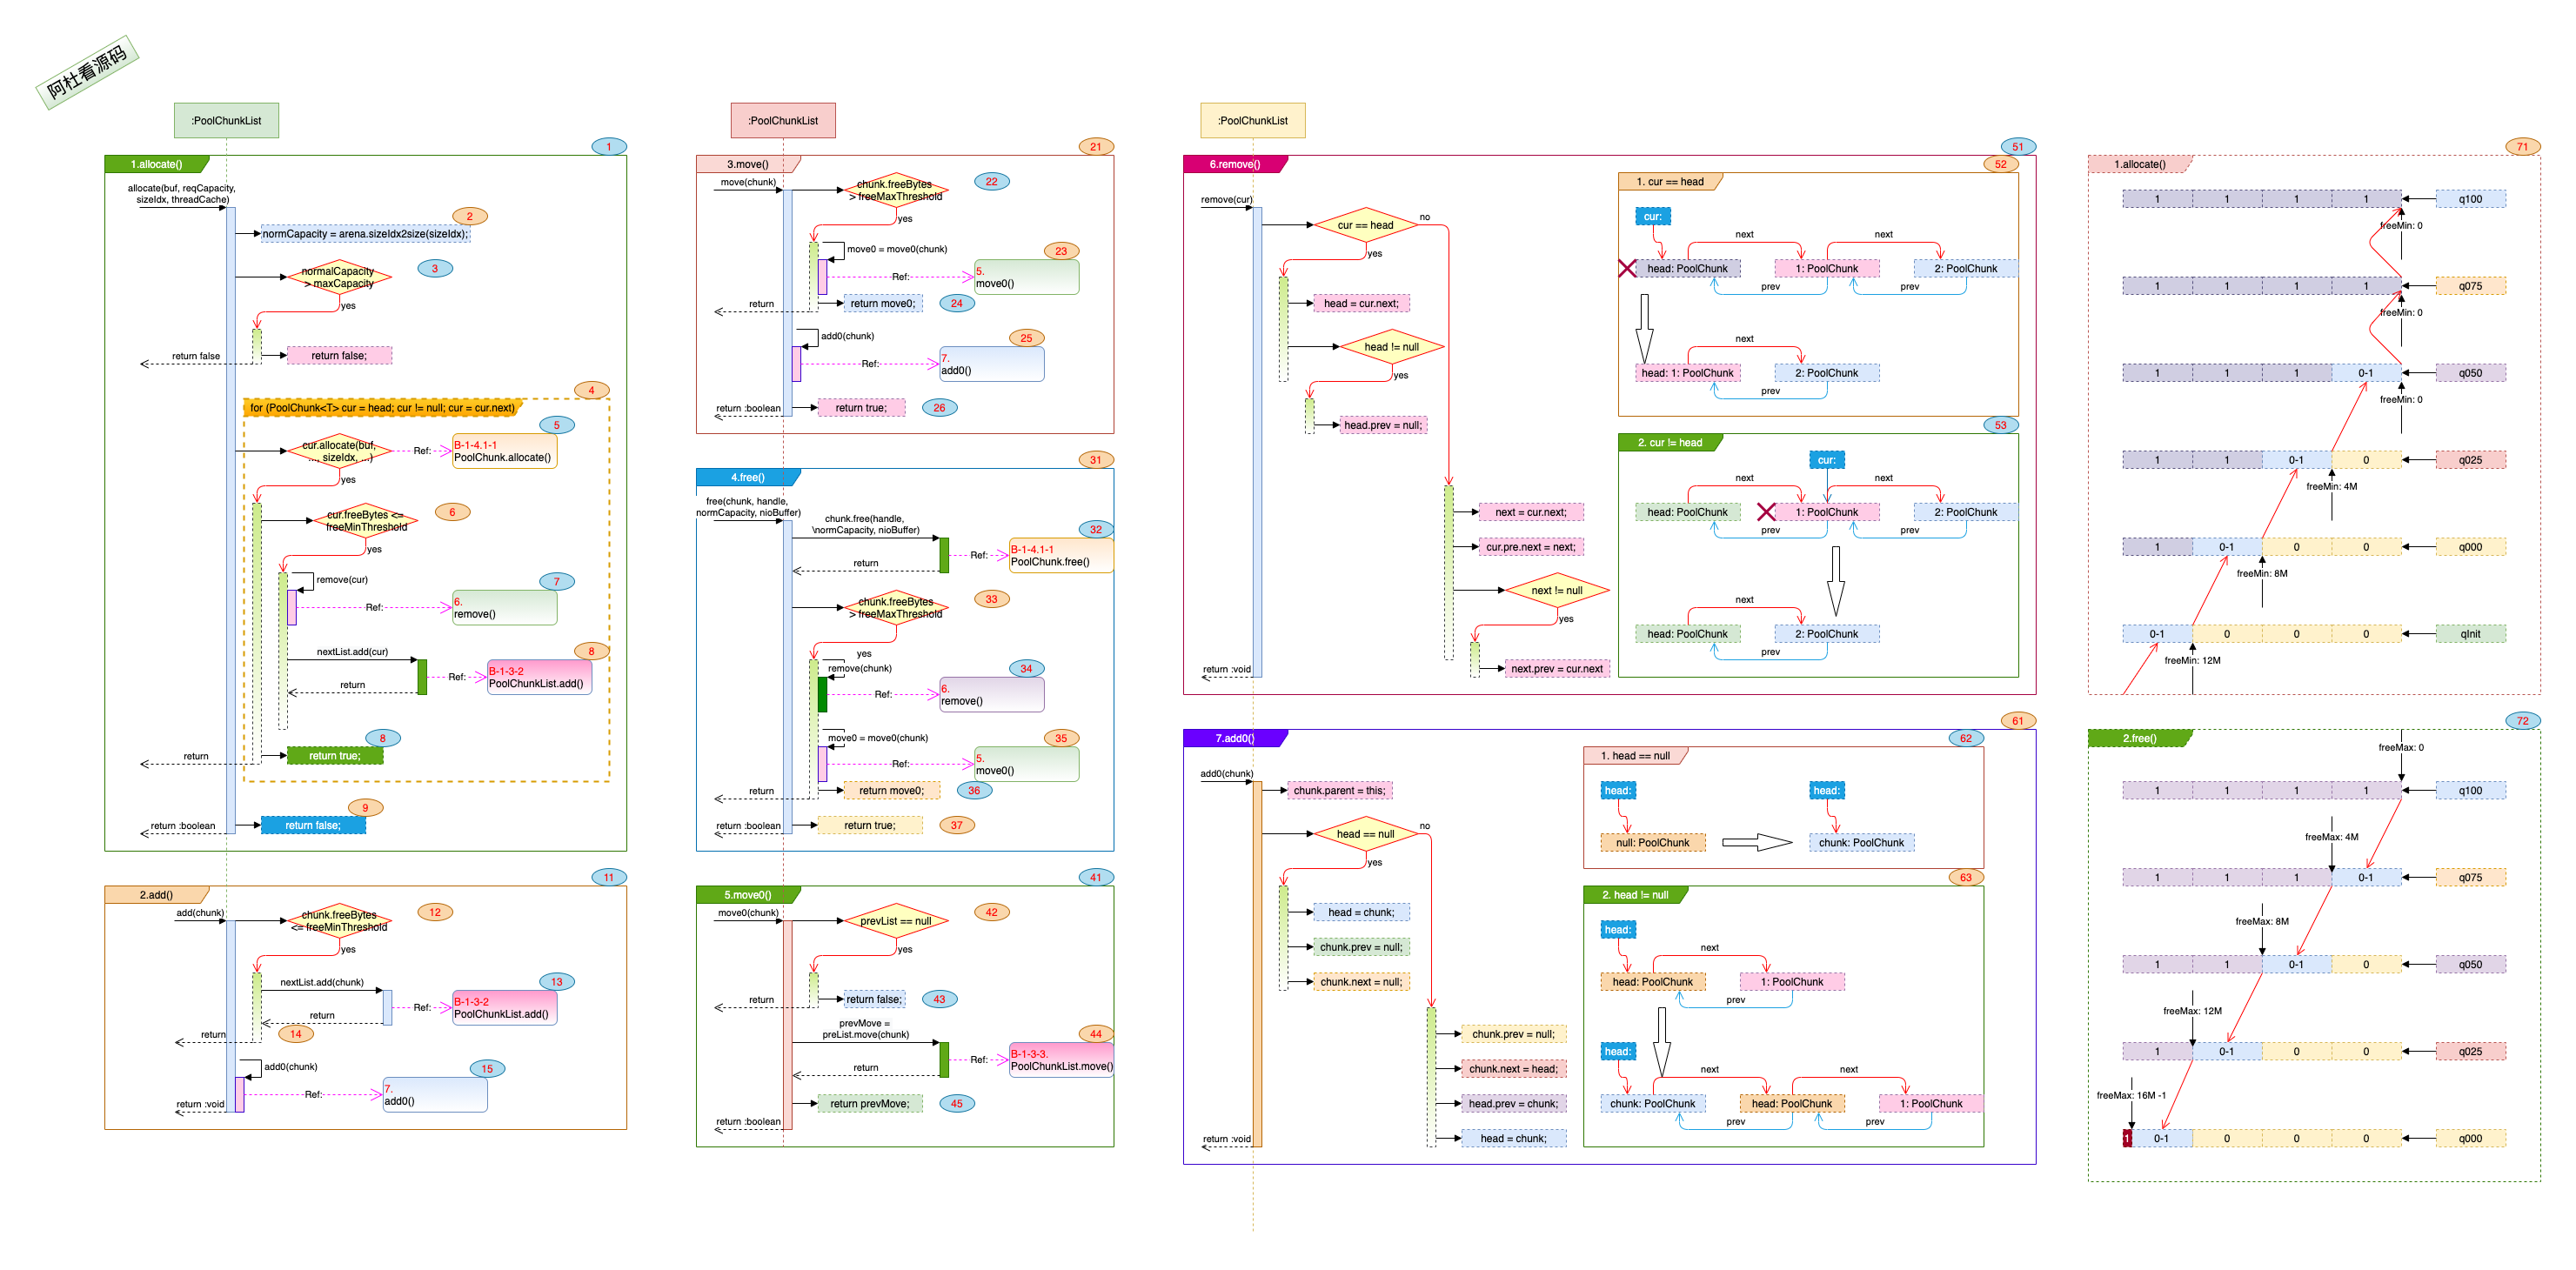 阿杜看源码
:PoolChunkList
1
1.allocate()
allocate(buf, reqCapacity,
sizeIdx, threadCache)
2
normCapacity = arena.sizeIdx2size(sizeIdx);
3
normalCapacity
> maxCapacity
yes
return false
return false;
4
for (PoolChunk<T> cur = head; cur != null; cur = cur.next)
5
cur.allocate(buf,
..., sizeIdx, ...)
Ref:
B-1-4.1-1
PoolChunk.allocate()
yes
6
cur.freeBytes <=
freeMinThreshold
yes
remove(cur)
7
Ref:
6.
remove()
8
nextList.add(cur)
Ref:
B-1-3-2
PoolChunkList.add()
return
8
return
return true;
9
return :boolean
return false;
11
2.add()
add(chunk)
chunk.freeBytes
<= freeMinThreshold
12
yes
nextList.add(chunk)
13
Ref:
B-1-3-2
PoolChunkList.add()
return
return
14
add0(chunk)
15
Ref:
7.
add0()
return :void
:PoolChunkList
21
3.move()
move(chunk)
chunk.freeBytes
> freeMaxThreshold
22
yes
move0 = move0(chunk)
23
Ref:
5.
move0()
return
return move0;
24
add0(chunk)
25
Ref:
7.
add0()
return :boolean
return true;
26
31
4.free()
free(chunk, handle,
normCapacity, nioBuffer)
chunk.free(handle,
\normCapacity, nioBuffer)
32
Ref:
B-1-4.1-1
PoolChunk.free()
return
chunk.freeBytes
> freeMaxThreshold
33
yes
remove(chunk)
34
Ref:
6.
remove()
move0 = move0(chunk)
35
Ref:
5.
move0()
return
return move0;
36
return :boolean
return true;
37
41
5.move0()
move0(chunk)
prevList == null
42
yes
return
return false;
43
prevMove =
preList.move(chunk)
44
Ref:
B-1-3-3.
PoolChunkList.move()
return
return prevMove;
45
return :boolean
:PoolChunkList
51
6.remove()
remove(cur)
cur == head
no
yes
head = cur.next;
head != null
yes
head.prev = null;
next = cur.next;
cur.pre.next = next;
next != null
yes
next.prev = cur.next
return :void
52
1. cur == head
cur:
next
next
head: PoolChunk
1: PoolChunk
2: PoolChunk
prev
prev
next
head: 1: PoolChunk
2: PoolChunk
prev
53
2. cur != head
cur:
next
next
head: PoolChunk
1: PoolChunk
2: PoolChunk
prev
prev
next
head: PoolChunk
2: PoolChunk
prev
61
7.add0()
add0(chunk)
chunk.parent = this;
head == null
no
yes
head = chunk;
chunk.prev = null;
chunk.next = null;
chunk.prev = null;
chunk.next = head;
head.prev = chunk;
head = chunk;
return :void
62
1. head == null
head:
head:
null: PoolChunk
chunk: PoolChunk
63
2. head != null
head:
next
head: PoolChunk
1: PoolChunk
prev
head:
next
next
chunk: PoolChunk
head: PoolChunk
1: PoolChunk
prev
prev
71
1.allocate()
1 1 1 1 q100
freeMin: 0
1 1 1 1 q075
freeMin: 0
1 1 1 0-1 q050
freeMin: 0
1 1 0-1 0 q025
freeMin: 4M
1 0-1 0 0 q000
freeMin: 8M
0-1 0 0 0 qInit
freeMin: 12M
72
2.free()
freeMax: 0
1 1 1 1 q100
freeMax: 4M
1 1 1 0-1 q075
freeMax: 8M
1 1 0-1 0 q050
freeMax: 12M
1 0-1 0 0 q025
freeMax: 16M -1
1 0-1 0 0 0 q000